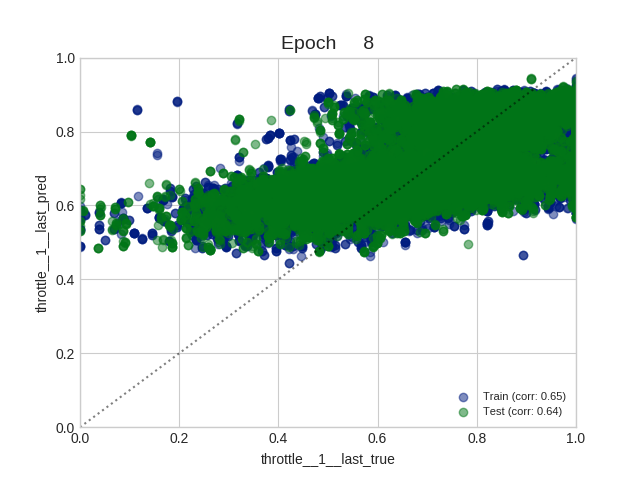 Epoch 8
1.0
0.8
0.6
0.4
0.2
0.0
throttle__1__last_pred
0.0 0.2 0.4 0.6 0.8 1.0
throttle__1__last_true
Train (corr: 0.65)
Test (corr: 0.64)